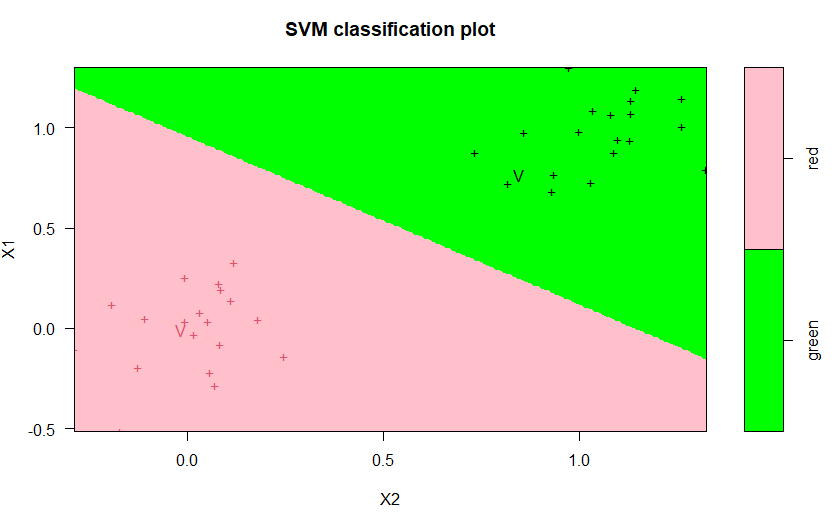 SVM classification plot
X1
1.0
0.5
0.0
-0.5
0.0
0.5
1.0
X2
V
V
red
green